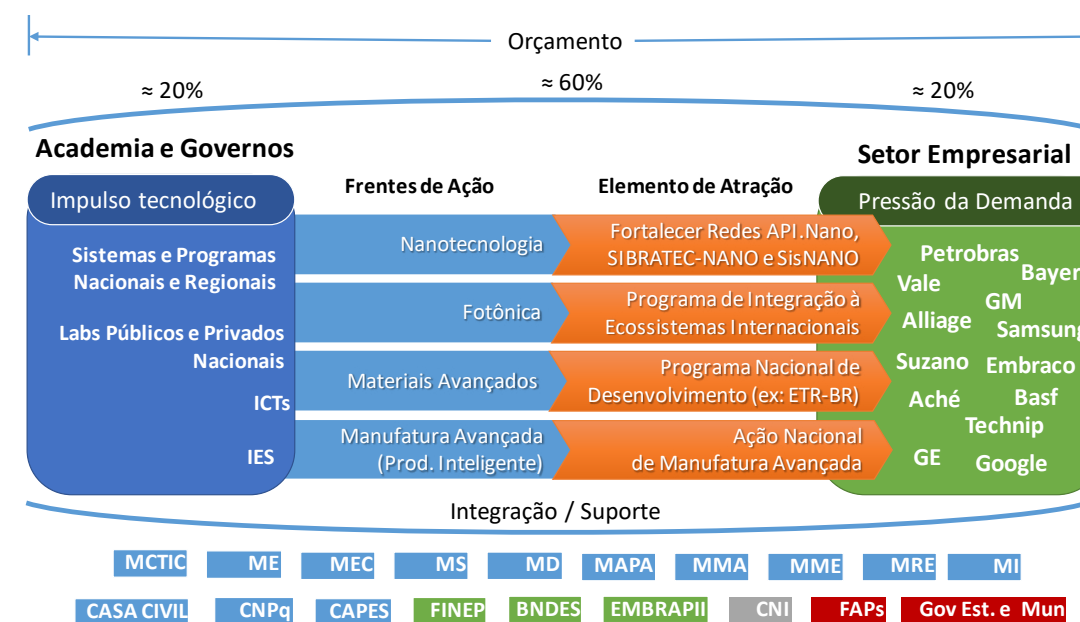 Orçamento
≈ 20%
≈ 60%
≈ 20%
Academia e Governos
Setor Empresarial
Frentes de Ação
Elemento de Atração
Impulso tecnológico
Pressão da Demanda
Sistemas e Programas
Nacionais e Regionais
Labs Públicos e Privados
Nacionais
ICTs
IES
Nanotecnologia
Fortalecer Redes API.Nano,
SIBRATEC-NANO e SisNANO
Fotônica
Programa de Integração à
Ecossistemas Internacionais
Materiais Avançados
Programa Nacional de
Desenvolvimento (ex: ETR-BR)
Manufatura Avançada
(Prod. Inteligente)
Ação Nacional
de Manufatura Avançada
Petrobras
Bayer
Vale
GM
Alliage
Samsung
Suzano
Embraco
Aché
Basf
Technip
GE
Google
Integração / Suporte
MCTIC ME MEC MS MD MAPA MMA MME MRE MI
CASA CIVIL CNPq CAPES FINEP BNDES EMBRAPII CNI FAPs Gov Est. e Mun